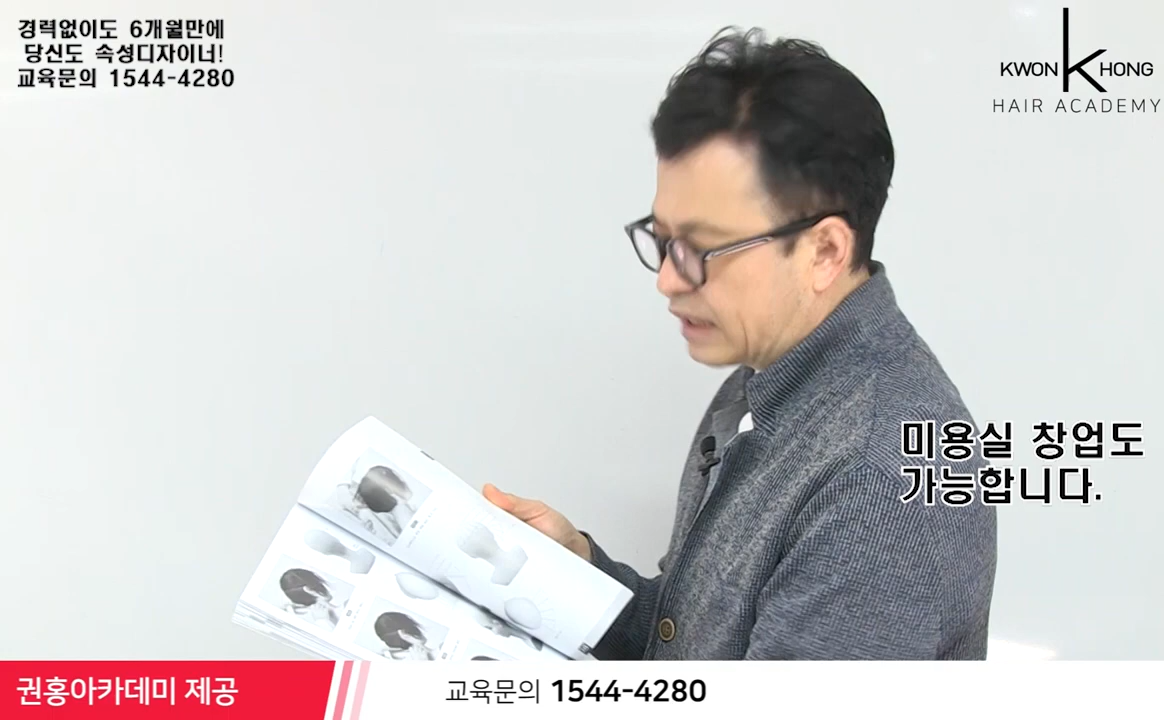 경력없이도 6개월만에
당신도 속성디자이너!
교육문의 1544-4280
KWON K HONG
HAIR ACADEMY
미용실 창업도
가능합니다.
권홍아카데미 제공
교육문의 1544-4280